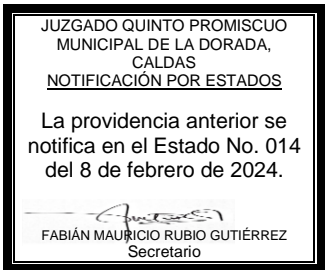 JUZGADO QUINTO PROMISCUO
MUNICIPAL DE LA DORADA,
CALDAS
NOTIFICACIÓN POR ESTADOS
La providencia anterior se
notifica en el Estado No. 014
del 8 de febrero de 2024.
FABIÁN MAURICIO RUBIO GUTIÉRREZ
Secretario